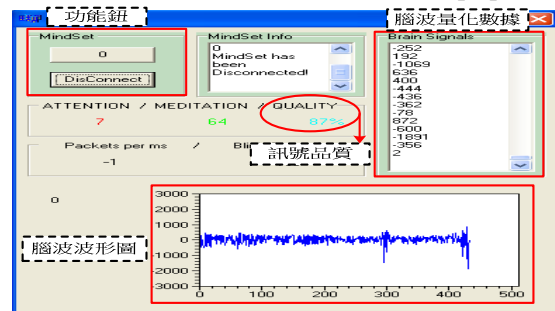 功能鈕
腦波量化數據
MindSet
0
DisConnect
MindSet Info
0
MindSet has
been
Disconnected!
Brain Signals
-252
192
-1069
636
400
-444
-436
-362
-78
872
-600
-1891
-356
2
ATTENTION / MEDITATION / QUALITY
7 64 87%
Packets per ms / Bli
-1
訊號品質
0
腦波波形圖
3000
2000
1000
0
-1000
-2000
-3000
0 100 200 300 400 500